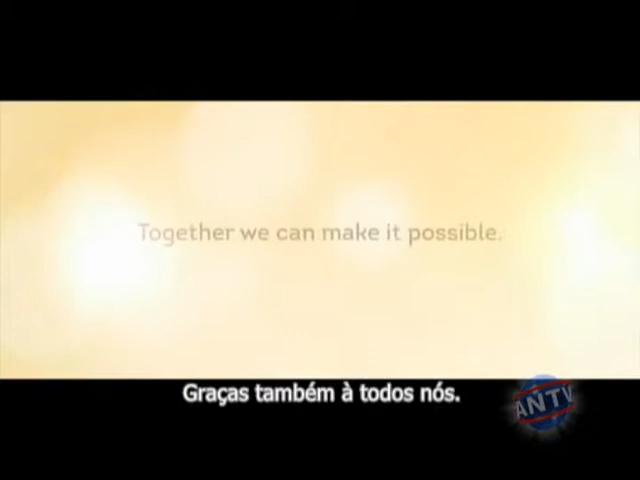 Together we can make it possible.
Graças também à todos nós.
ANTV